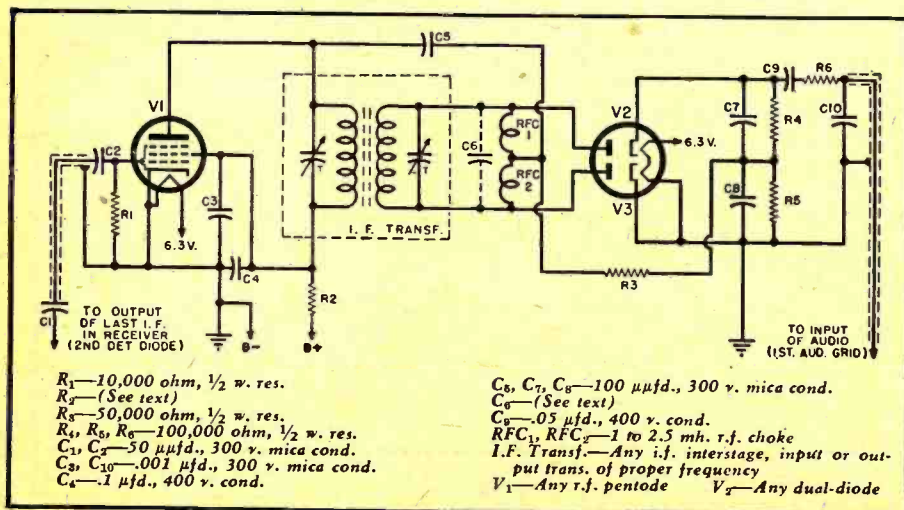 C5
V1
C2
R1
C3
6.3V.
C4
T
T
I. F. TRANSF.
C6
RFC
1
RFC
2
V2
V3
6.3V.
C7
C8
C9
R6
R4
R5
C10
R3
R2
C1
TO OUTPUT
OF LAST I. F.
IN RECEIVER
(2ND DET DIODE)
B-
B+
TO INPUT
OF AUDIO
(1ST. AUD. GRID)
R₁—10,000 ohm, ½ w. res.
R₂—(See text)
R₃—50,000 ohm, ½ w. res.
R₄, R₅, R₆—100,000 ohm, ½ w. res.
C₁, C₂—50 μμfd., 300 v. mica cond.
C₃, C₁₀—.001 μfd., 300 v. mica cond.
C₄—.1 μfd., 400 v. cond.
C₅, C₇, C₈—100 μμfd., 300 v. mica cond.
C₆—(See text)
C₉—.05 μfd., 400 v. cond.
RFC₁, RFC₂—1 to 2.5 mh. r.f. choke
I.F. Transf.—Any i.f. interstage, input or out-
put trans. of proper frequency
V₁—Any r.f. pentode V₂—Any dual-diode